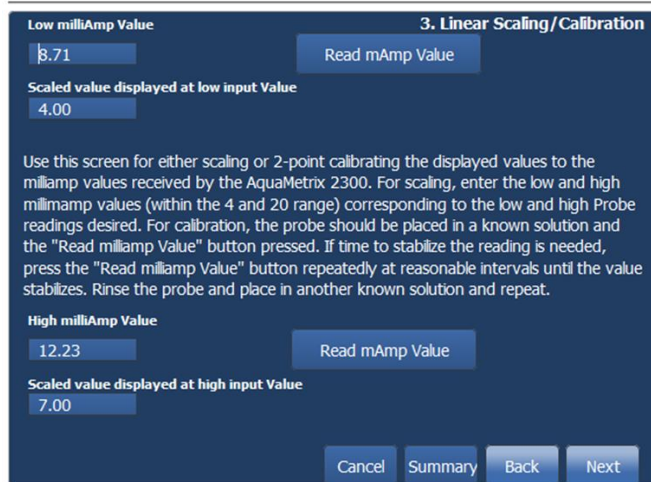 Low milliAmp Value
3. Linear Scaling/Calibration
8.71
Read mAmp Value
Scaled value displayed at low input Value
4.00
Use this screen for either scaling or 2-point calibrating the displayed values to the
milliamp values received by the AquaMetrix 2300. For scaling, enter the low and high
millimamp values (within the 4 and 20 range) corresponding to the low and high Probe
readings desired. For calibration, the probe should be placed in a known solution and
the "Read milliamp Value" button pressed. If time to stabilize the reading is needed,
press the "Read milliamp Value" button repeatedly at reasonable intervals until the value
stabilizes. Rinse the probe and place in another known solution and repeat.
High milliAmp Value
12.23
Read mAmp Value
Scaled value displayed at high input Value
7.00
Cancel Summary Back Next